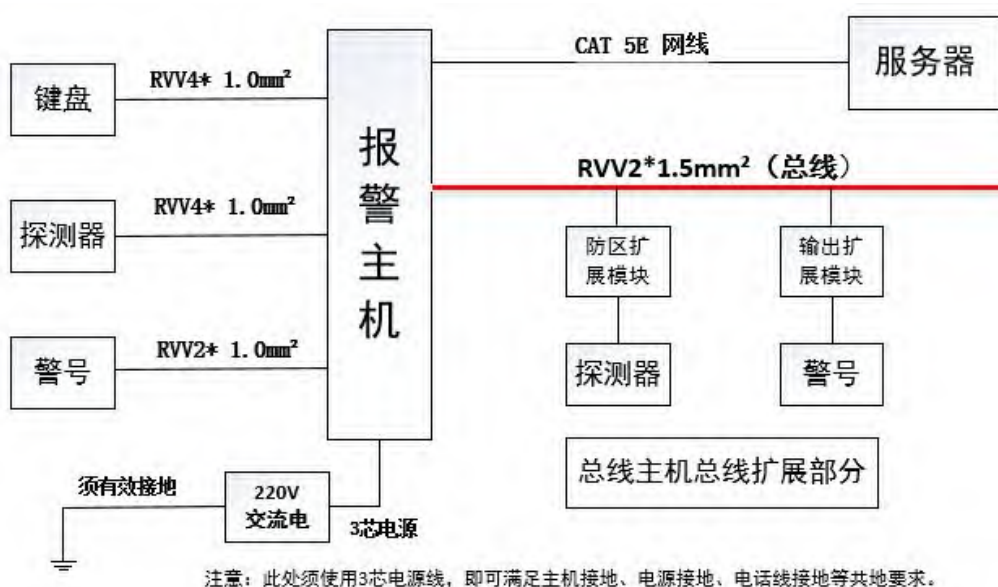 CAT 5E 网线
服务器
键盘
RVV4* 1.0mm²
报
警
主
机
RVV2*1.5mm²（总线）
探测器
RVV4* 1.0mm²
防区扩
展模块
输出扩
展模块
警号
RVV2* 1.0mm²
探测器
警号
总线主机总线扩展部分
须有效接地
220V
交流电
3芯电源
注意：此处须使用3芯电源线，即可满足主机接地、电源接地、电话线接地等共地要求。